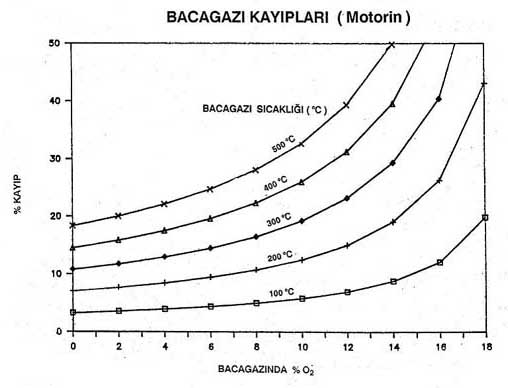 BACAGAZI KAYIPLARI ( Motorin )
50
40
30
20
10
0
% KAYIP
BACAGAZI SICAKLIĞI ( °C )
500 °C
400 °C
300 °C
200 °C
100 °C
0 2 4 6 8 10 12 14 16 18
BACAGAZINDA % O2